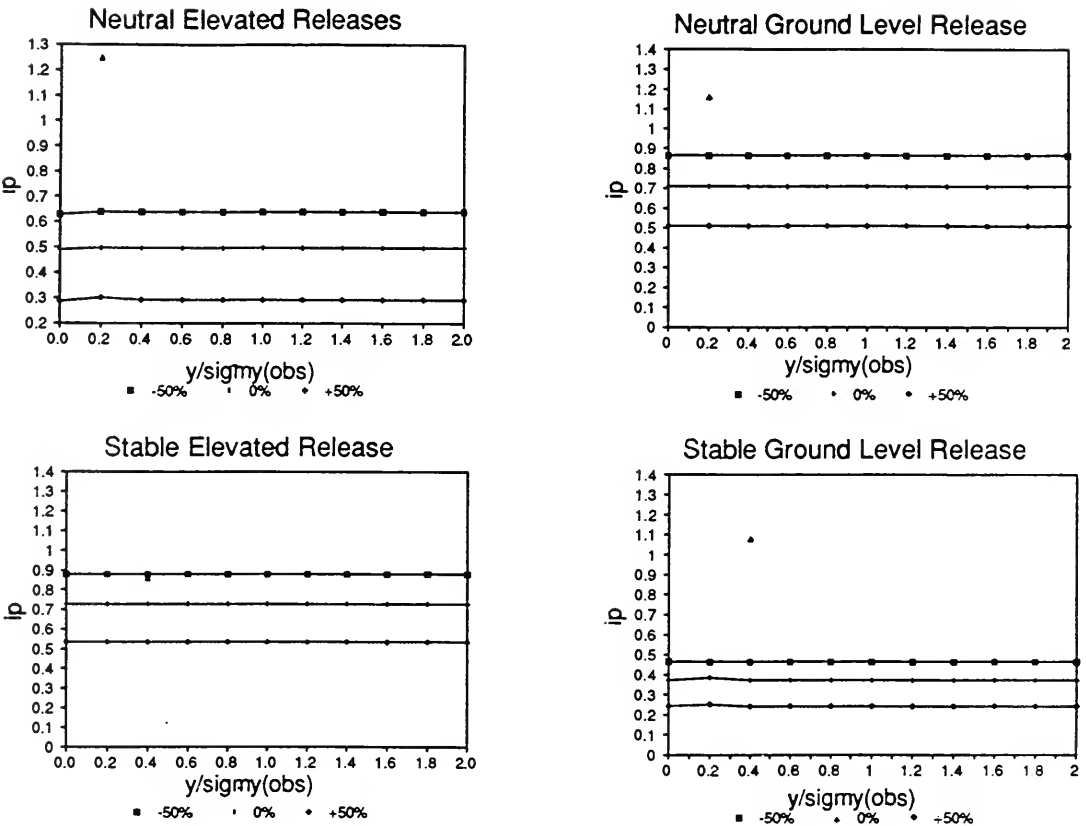 Neutral Elevated Releases
1.3
1.2
1.1
1
0.9
0.8
0.7
0.6
0.5
0.4
0.3
0.2
ip
0.0 0.2 0.4 0.6 0.8 1.0 1.2 1.4 1.6 1.8 2.0
y/sigmy(obs)
-50% 0% +50%
Neutral Ground Level Release
1.4
1.3
1.2
1.1
1
0.9
0.8
0.7
0.6
0.5
0.4
0.3
0.2
0.1
0
ip
0 0.2 0.4 0.6 0.8 1 1.2 1.4 1.6 1.8 2
y/sigmy(obs)
-50% 0% +50%
Stable Elevated Release
1.4
1.3
1.2
1.1
1
0.9
0.8
0.7
0.6
0.5
0.4
0.3
0.2
0.1
0
ip
0.0 0.2 0.4 0.6 0.8 1.0 1.2 1.4 1.6 1.8 2.0
y/sigmy(obs)
-50% 0% +50%
Stable Ground Level Release
1.4
1.3
1.2
1.1
1
0.9
0.8
0.7
0.6
0.5
0.4
0.3
0.2
0.1
0
ip
0 0.2 0.4 0.6 0.8 1 1.2 1.4 1.6 1.8 2
y/sigmy(obs)
-50% 0% +50%